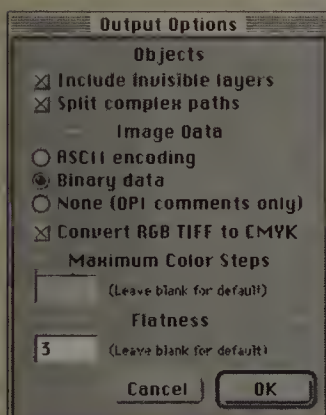 Output Options
Objects
Include invisible layers
Split complex paths
Image Data
ASCII encoding
Binary data
None (OPI comments only)
Convert RGB TIFF to CMYK
Maximum Color Steps
(Leave blank for default)
Flatness
3 (Leave blank for default)
Cancel OK